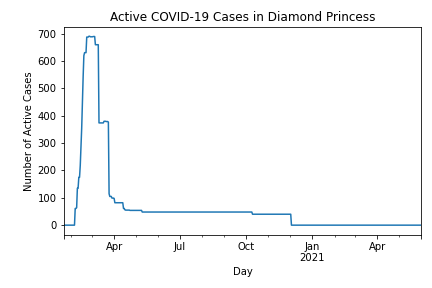 Active COVID-19 Cases in Diamond Princess
Number of Active Cases
700
600
500
400
300
200
100
0
Apr
Jul
Oct
Jan
2021
Apr
Day